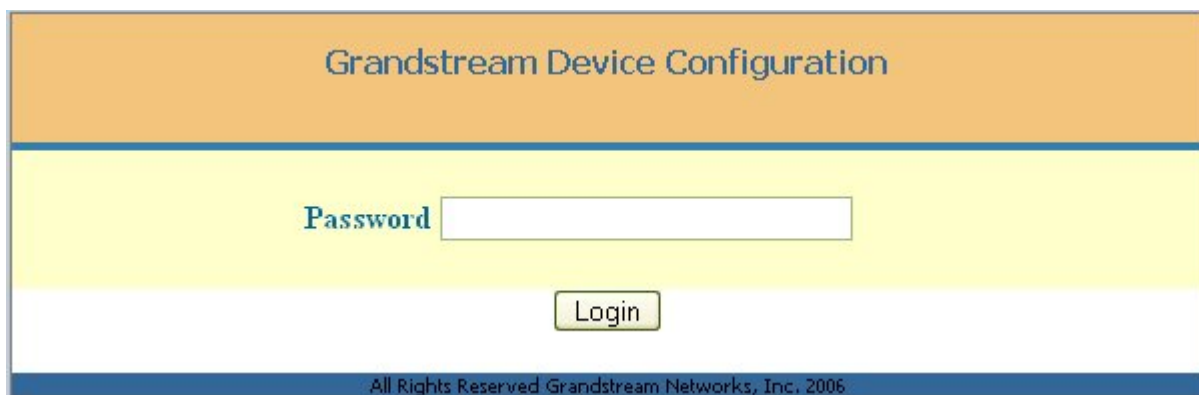 Grandstream Device Configuration
Password
Login
All Rights Reserved Grandstream Networks, Inc. 2006